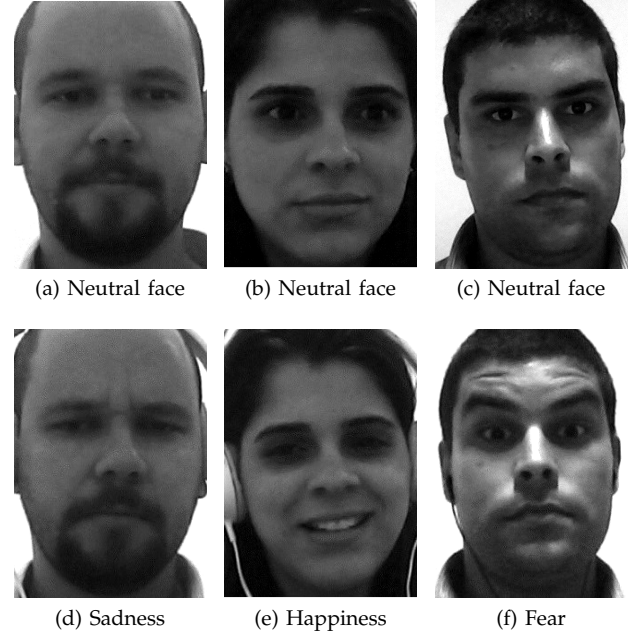 (a) Neutral face (b) Neutral face (c) Neutral face
(d) Sadness (e) Happiness (f) Fear